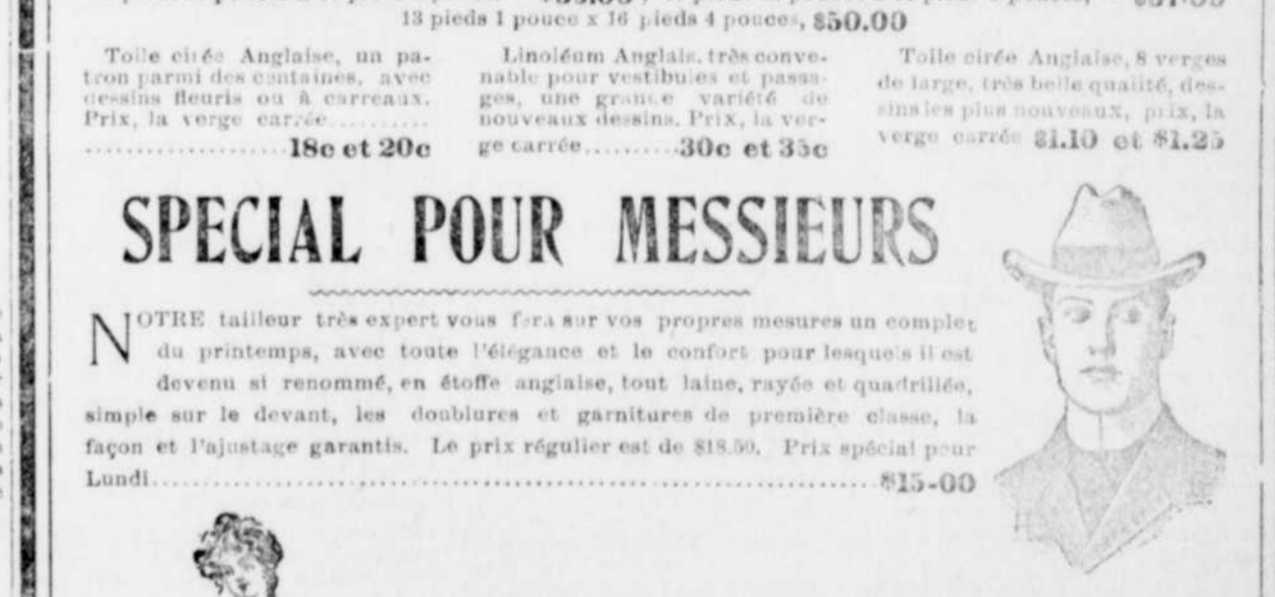 13 pieds 1 pouce x 16 pieds 4 pouces, $50.00
Toile cirée Anglaise, un pa-
tron parmi des centaines, avec
dessins fleuris ou à carreaux.
Prix, la verge carrée..........
....................18c et 20c
Linoléum Anglais, très conve-
nable pour vestibules et passa-
ges, une grande variété de
nouveaux dessins. Prix, la ver-
ge carrée..........30c et 35c
Toile cirée Anglaise, 8 verges
de large, très belle qualité, des-
sins les plus nouveaux, prix, la
verge carrée $1.10 et $1.25
SPECIAL POUR MESSIEURS
NOTRE tailleur très expert vous fera sur vos propres mesures un complet
du printemps, avec toute l'élégance et le confort pour lesquels il est
devenu si renommé, en étoffe anglaise, tout laine, rayée et quadrillée,
simple sur le devant, les doublures et garnitures de première classe, la
façon et l'ajustage garantis. Le prix régulier est de $18.50. Prix spécial pour
Lundi..................................................................$15-00